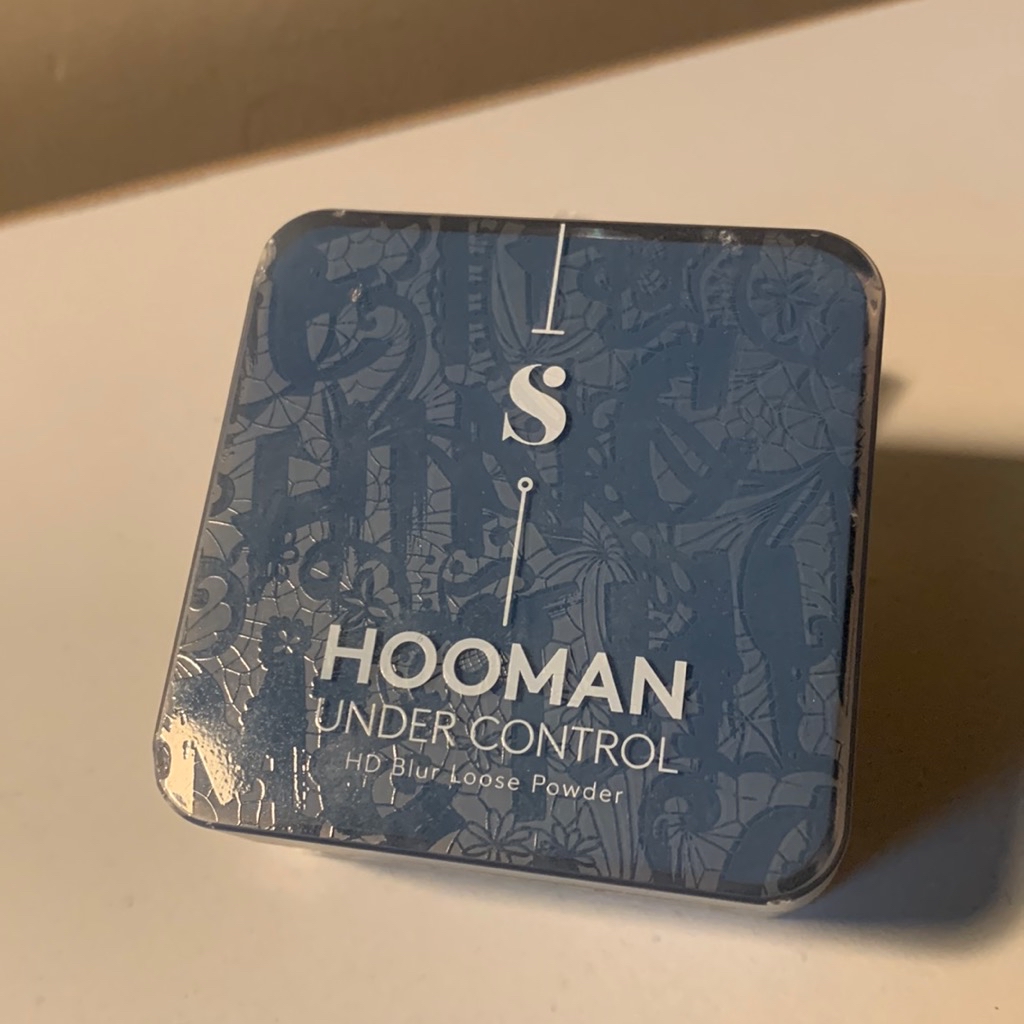 S
HOOMAN
UNDER CONTROL
HD Blur Loose Powder